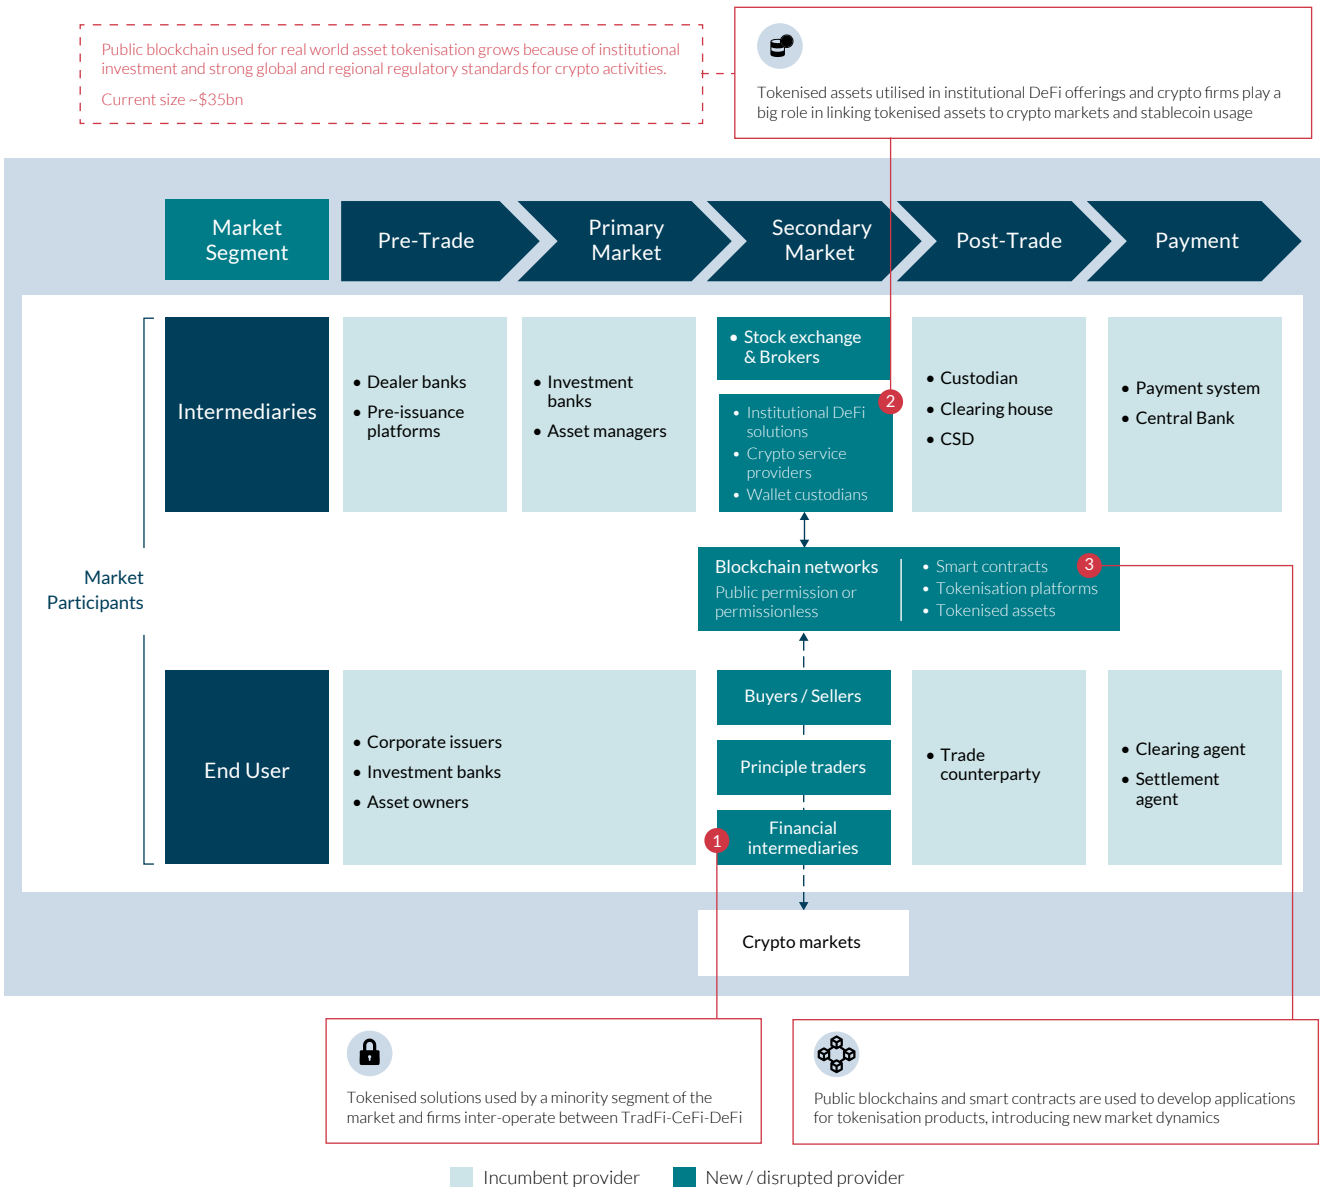 Public blockchain used for real world asset tokenisation grows because of institutional
investment and strong global and regional regulatory standards for crypto activities.
Current size ~$35bn
Tokenised assets utilised in institutional DeFi offerings and crypto firms play a
big role in linking tokenised assets to crypto markets and stablecoin usage
Market
Segment
Pre-Trade
Primary
Market
Secondary
Market
Post-Trade
Payment
Market
Participants
Intermediaries
• Dealer banks
• Pre-issuance
platforms
• Investment
banks
• Asset managers
• Stock exchange
& Brokers
2
• Institutional DeFi
solutions
• Crypto service
providers
• Wallet custodians
• Custodian
• Clearing house
• CSD
• Payment system
• Central Bank
Blockchain networks
Public permission or
permissionless
• Smart contracts
• Tokenisation platforms
• Tokenised assets
3
End User
• Corporate issuers
• Investment banks
• Asset owners
Buyers / Sellers
Principle traders
Financial
intermediaries
1
• Trade
counterparty
• Clearing agent
• Settlement
agent
Crypto markets
Tokenised solutions used by a minority segment of the
market and firms inter-operate between TradFi-CeFi-DeFi
Public blockchains and smart contracts are used to develop applications
for tokenisation products, introducing new market dynamics
Incumbent provider
New / disrupted provider